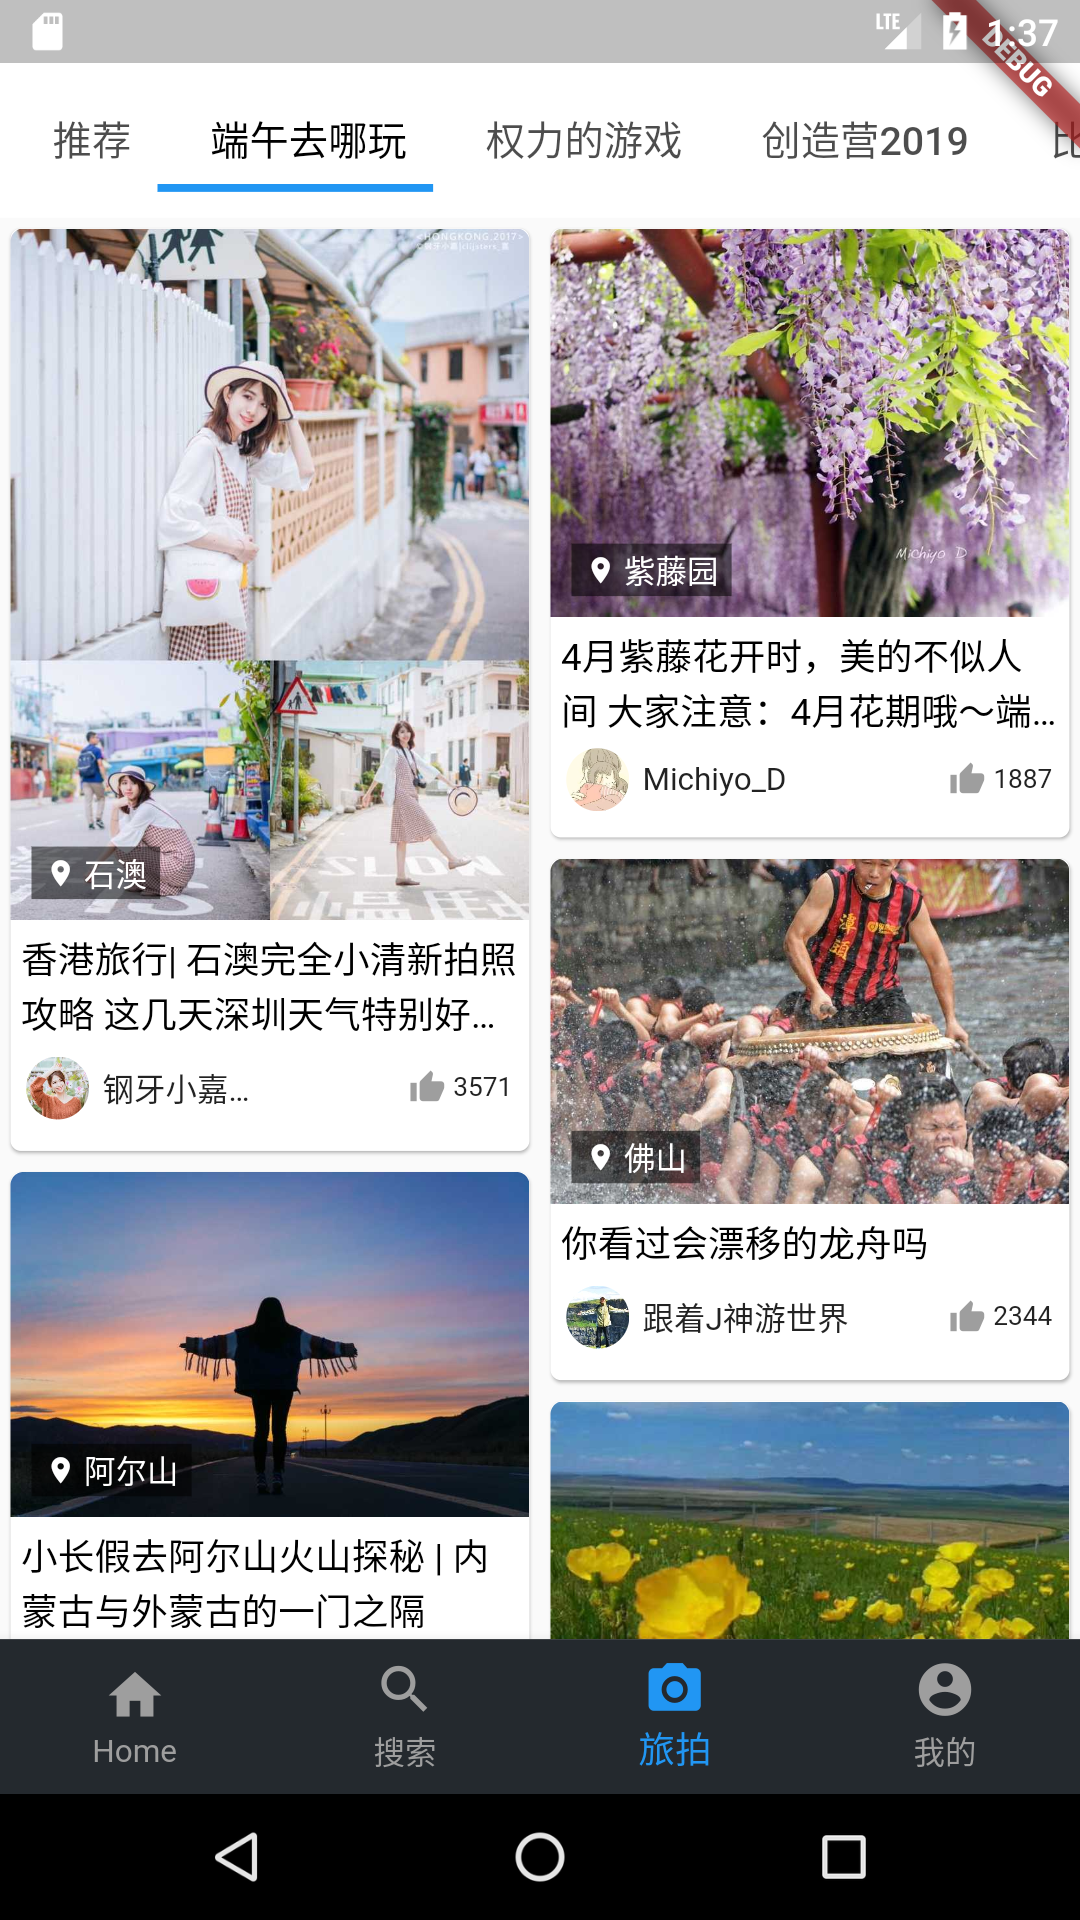 LTE
1:37
DEBUG
推荐
端午去哪玩
权力的游戏
创造营2019
<HONGKONG.2017>
石澳
香港旅行| 石澳完全小清新拍照
攻略 这几天深圳天气特别好...
钢牙小嘉...
3571
阿尔山
小长假去阿尔山火山探秘 | 内
蒙古与外蒙古的一门之隔
Michiyo D
紫藤园
4月紫藤花开时，美的不似人
间 大家注意：4月花期哦～端...
Michiyo_D
1887
潭
头
佛山
你看过会漂移的龙舟吗
跟着J神游世界
2344
Home
搜索
旅拍
我的